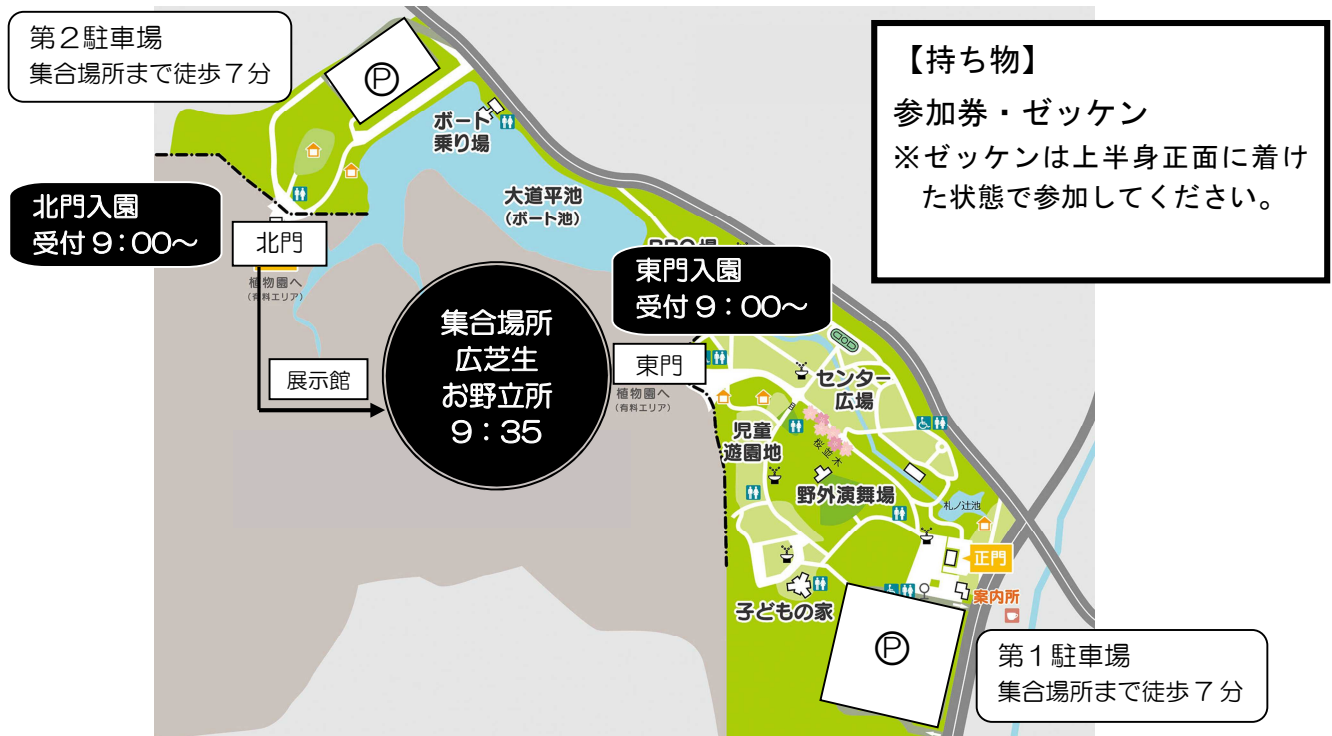 第２駐車場
集合場所まで徒歩７分
Ｐ
【持ち物】
参加券・ゼッケン
※ゼッケンは上半身正面に着け
た状態で参加してください。
ボート
乗り場
大道平池
（ボート池）
北門入園
受付９：００～
北門
植物園へ
（有料エリア）
BBQ場
東門入園
受付９：００～
集合場所
広芝生
お野立所
９：３５
展示館
東門
植物園へ
（有料エリア）
センター
広場
児童
遊園地
桜並木
野外演舞場
札ノ辻池
正門
案内所
子どもの家
Ｐ
第１駐車場
集合場所まで徒歩７分